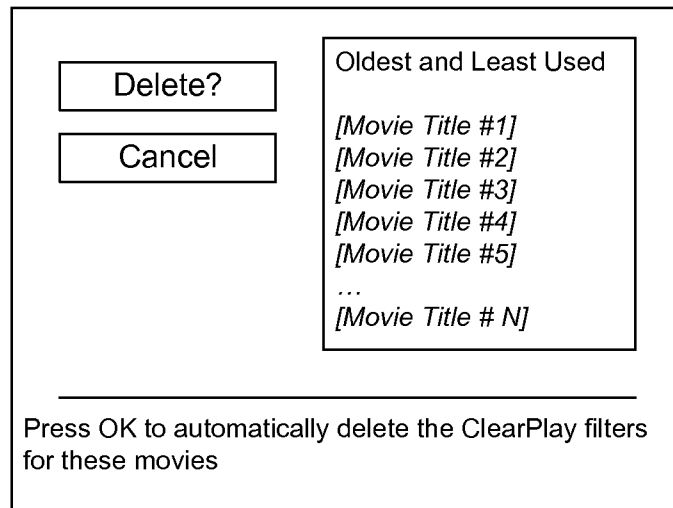 Delete?
Cancel
Oldest and Least Used
[Movie Title #1]
[Movie Title #2]
[Movie Title #3]
[Movie Title #4]
[Movie Title #5]
…
[Movie Title # N]
Press OK to automatically delete the ClearPlay filters
for these movies